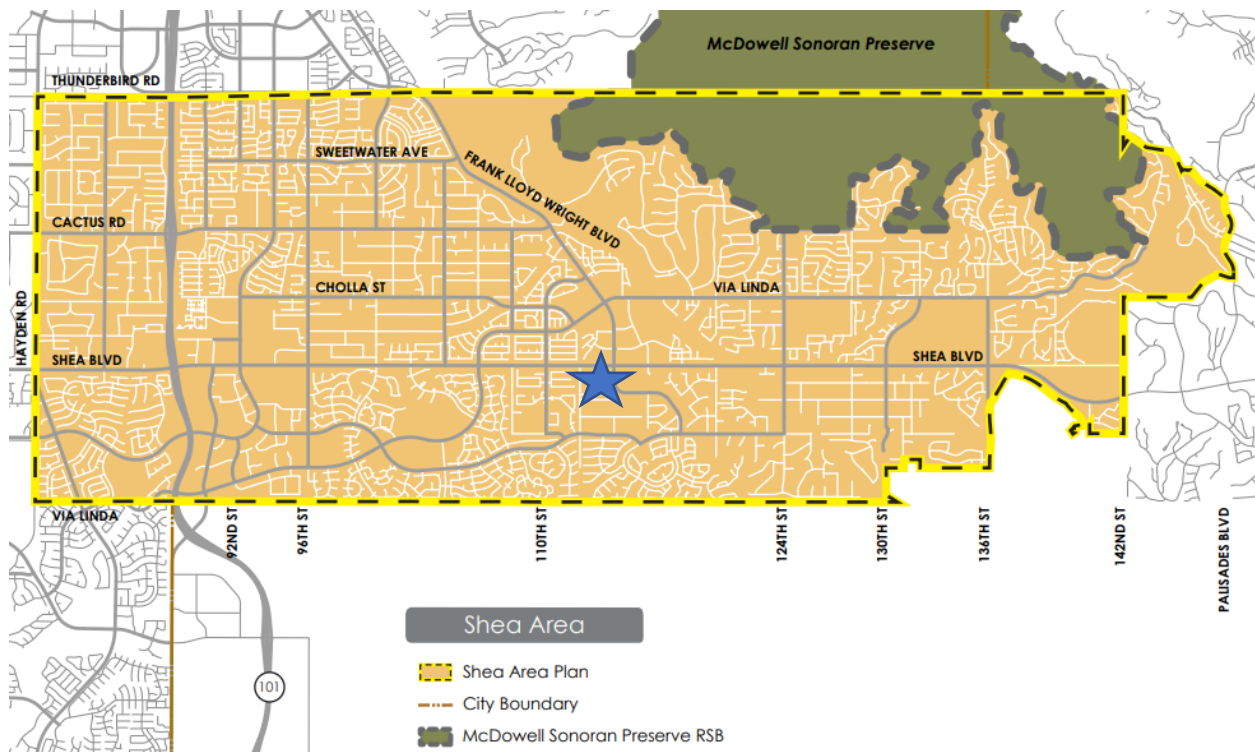 McDowell Sonoran Preserve
THUNDERBIRD RD
SWEETWATER AVE
FRANK LLOYD WRIGHT BLVD
CACTUS RD
CHOLLA ST
VIA LINDA
HAYDEN RD
SHEA BLVD
SHEA BLVD
VIA LINDA
92ND ST
96TH ST
110TH ST
124TH ST
130TH ST
136TH ST
142ND ST
PALISADES BLVD
Shea Area
Shea Area Plan
101
City Boundary
McDowell Sonoran Preserve RSB